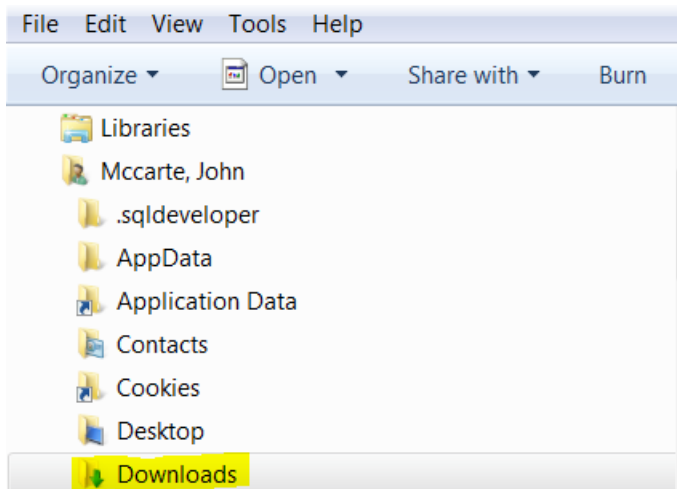 File Edit View Tools Help
Organize Open Share with Burn
Libraries
Mccarte, John
.sqldeveloper
AppData
Application Data
Contacts
Cookies
Desktop
Downloads